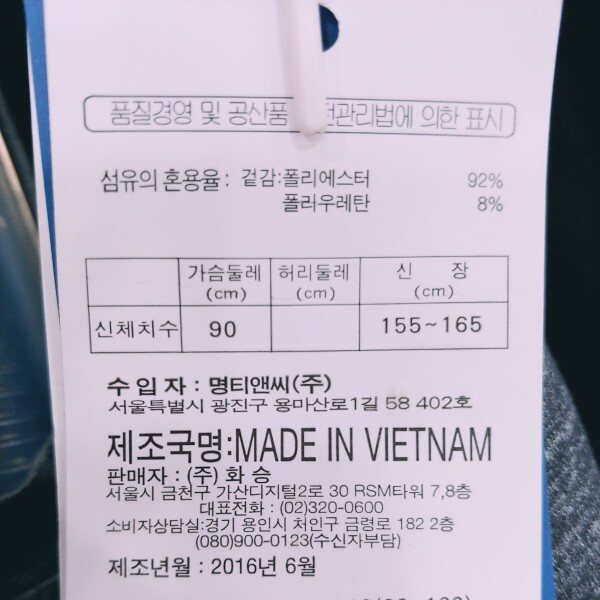 품질경영 및 공산품 전관리법에 의한 표시
섬유의 혼용율 : 겉감:폴리에스터 92%
폴리우레탄 8%
가슴둘레 (cm) 허리둘레 (cm) 신 장 (cm)
신체치수 90 155~165
수 입 자 : 명티앤씨(주)
서울특별시 광진구 용마산로1길 58 402호
제조국명:MADE IN VIETNAM
판매자 : (주) 화 승
서울시 금천구 가산디지털2로 30 RSM타워 7,8층
대표전화 : (02)320-0600
소비자상담실:경기 용인시 처인구 금령로 182 2층
(080)900-0123(수신자부담)
제조년월 : 2016년 6월